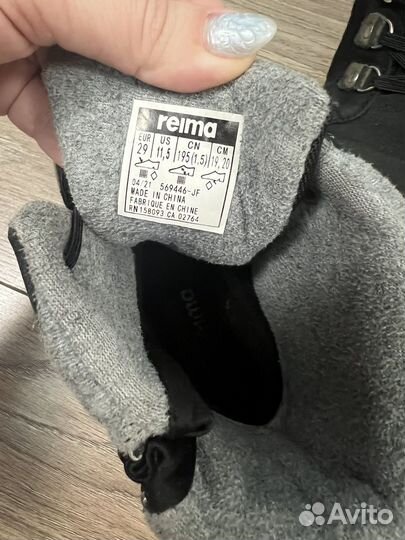 reima
EUR US CN CM
29 11,5 195(1,5) 19,20
04/21 569446-JF
MADE IN CHINA
FABRIQUE EN CHINE
RN 158093 CA 02764
Avito